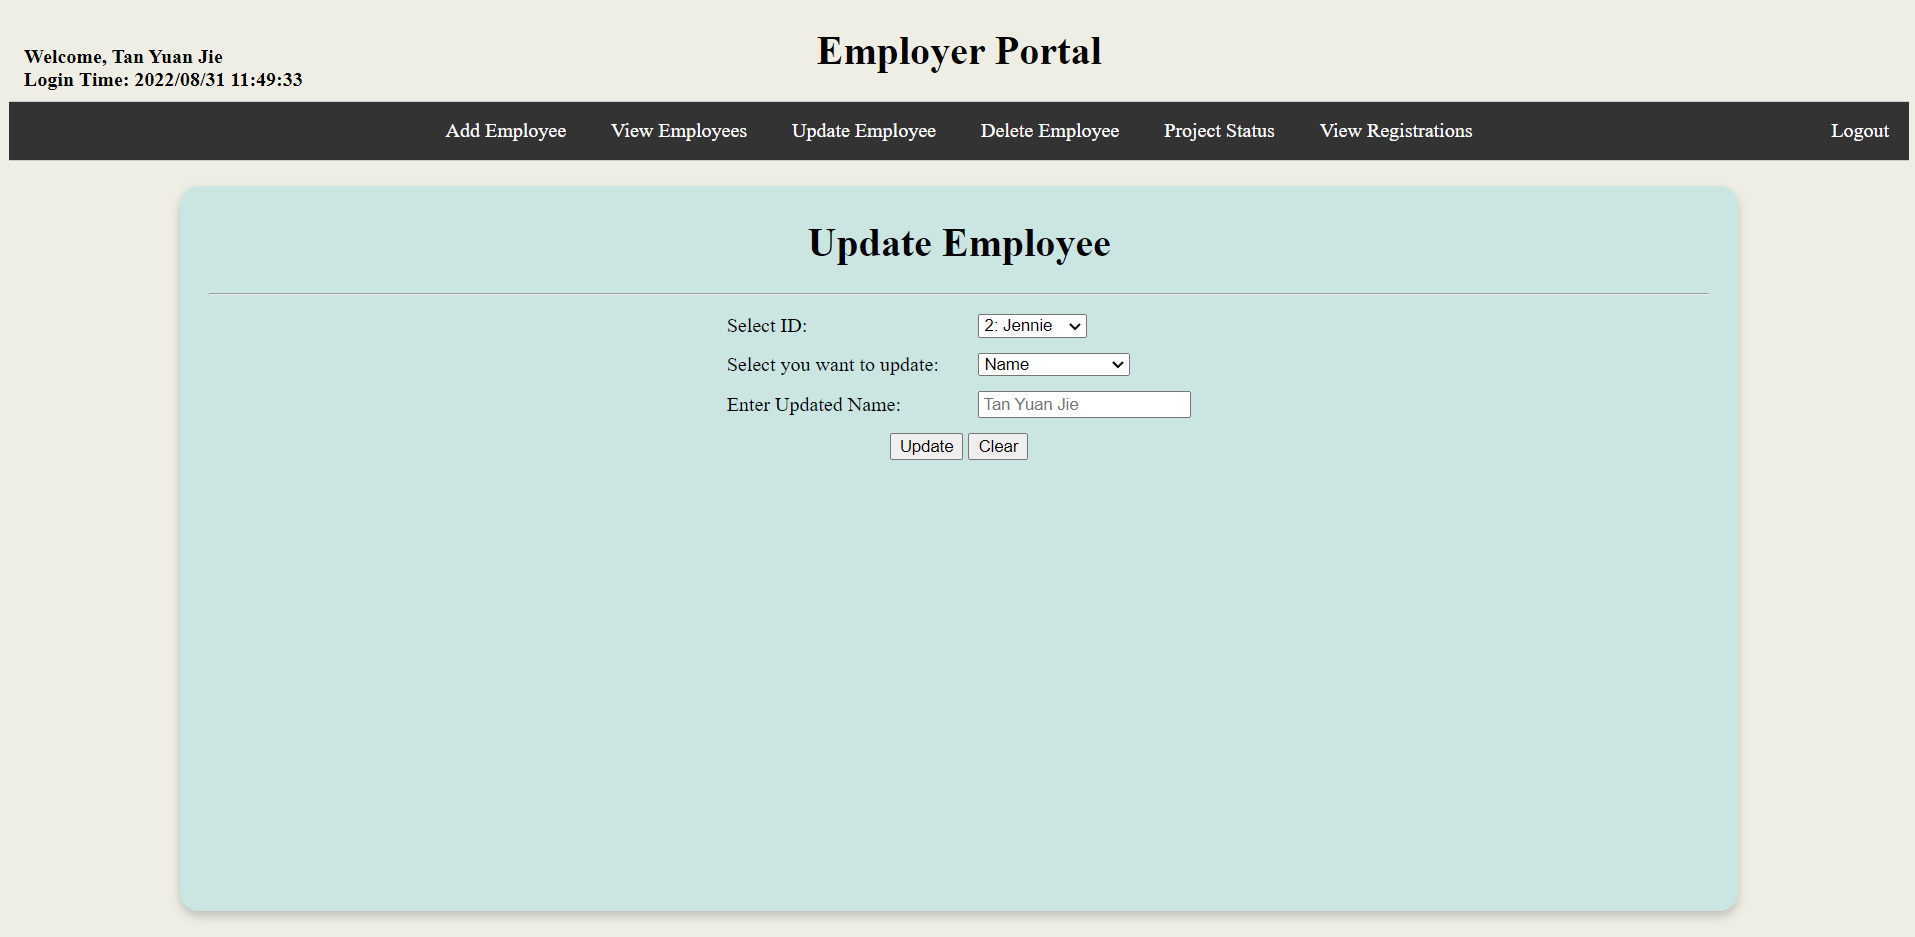 Employer Portal
Welcome, Tan Yuan Jie
Login Time: 2022/08/31 11:49:33
Add Employee View Employees Update Employee Delete Employee Project Status View Registrations Logout
Update Employee
Select ID: 2: Jennie
Select you want to update: Name
Enter Updated Name: Tan Yuan Jie
Update Clear